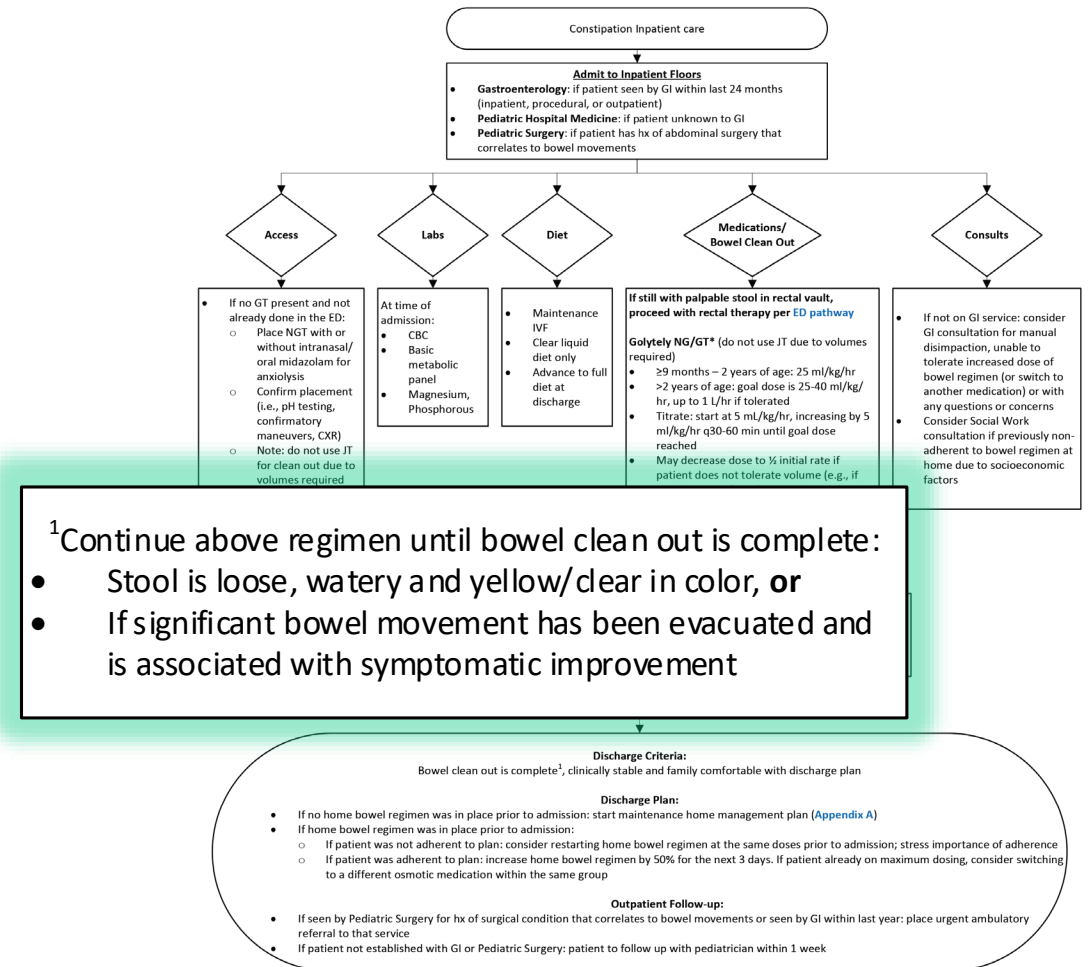 Constipation Inpatient care
Admit to Inpatient Floors
• Gastroenterology: if patient seen by GI within last 24 months
(inpatient, procedural, or outpatient)
• Pediatric Hospital Medicine: if patient unknown to GI
• Pediatric Surgery: if patient has hx of abdominal surgery that
correlates to bowel movements
Access
Labs
Diet
Medications/
Bowel Clean Out
Consults
• If no GT present and not
already done in the ED:
o Place NGT with or
without intranasal/
oral midazolam for
anxiolysis
o Confirm placement
(i.e., pH testing,
confirmatory
maneuvers, CXR)
o Note: do not use JT
for clean out due to
volumes required
At time of
admission:
• CBC
• Basic
metabolic
panel
• Magnesium,
Phosphorous
• Maintenance
IVF
• Clear liquid
diet only
• Advance to full
diet at
discharge
If still with palpable stool in rectal vault,
proceed with rectal therapy per ED pathway
Golytely NG/GT* (do not use JT due to volumes
required)
• ≥9 months – 2 years of age: 25 ml/kg/hr
• >2 years of age: goal dose is 25-40 ml/kg/
hr, up to 1 L/hr if tolerated
• Titrate: start at 5 mL/kg/hr, increasing by 5
ml/kg/hr q30-60 min until goal dose
reached
• May decrease dose to ½ initial rate if
patient does not tolerate volume (e.g., if
• If not on GI service: consider
GI consultation for manual
disimpaction, unable to
tolerate increased dose of
bowel regimen (or switch to
another medication) or with
any questions or concerns
• Consider Social Work
consultation if previously non-
adherent to bowel regimen at
home due to socioeconomic
factors
¹Continue above regimen until bowel clean out is complete:
• Stool is loose, watery and yellow/clear in color, or
• If significant bowel movement has been evacuated and
is associated with symptomatic improvement
Discharge Criteria:
Bowel clean out is complete¹, clinically stable and family comfortable with discharge plan
Discharge Plan:
• If no home bowel regimen was in place prior to admission: start maintenance home management plan (Appendix A)
• If home bowel regimen was in place prior to admission:
o If patient was not adherent to plan: consider restarting home bowel regimen at the same doses prior to admission; stress importance of adherence
o If patient was adherent to plan: increase home bowel regimen by 50% for the next 3 days. If patient already on maximum dosing, consider switching
to a different osmotic medication within the same group
Outpatient Follow-up:
• If seen by Pediatric Surgery for hx of surgical condition that correlates to bowel movements or seen by GI within last year: place urgent ambulatory
referral to that service
• If patient not established with GI or Pediatric Surgery: patient to follow up with pediatrician within 1 week